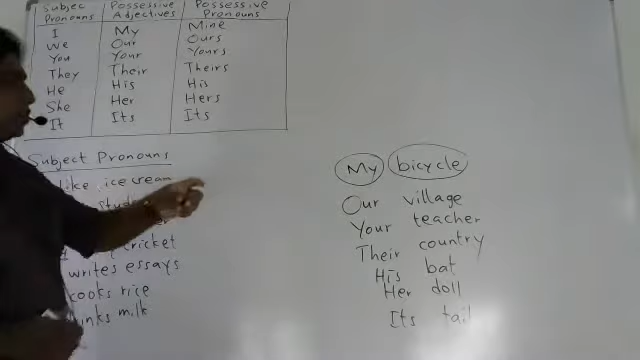 Subjec Possessive Possessive
Pronouns Adjectives Pronouns
I My Mine
We Our Ours
You Your Yours
They Their Theirs
He His His
She Her Hers
It Its Its
Subject Pronouns
like ice cream
cricket
writes essays
cooks rice
milk
My bicycle
Our village
Your teacher
Their country
His bat
Her doll
Its tail